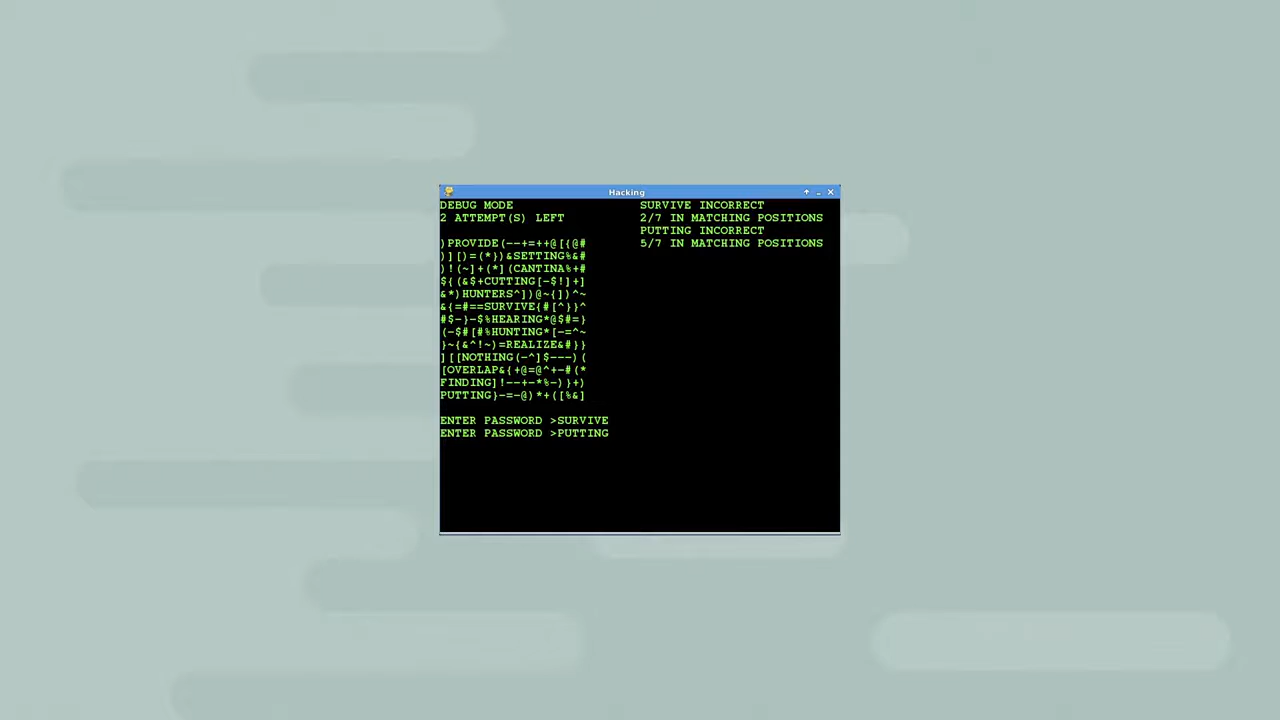 Hacking
DEBUG MODE
2 ATTEMPT(S) LEFT
)PROVIDE(--+=++@[{@#
)][)=(*})&SETTING%&#
)!(~]+(*](CANTINA%+#
${(&$+CUTTING[-$!]+]
&*)HUNTERS^])@~{])^~
&{=#==SURVIVE{#[^}}^
#$-}-$%HEARING*@$#=}
(-$#[#%HUNTING*[-=^~
}~{&^!~)=REALIZE&#}}
][[NOTHING(-^]$---)(
[OVERLAP&{+@=@^+-#(*
FINDING]!--+-*%-)}+)
PUTTING}-=-@)*+([%&]
ENTER PASSWORD >SURVIVE
ENTER PASSWORD >PUTTING
SURVIVE INCORRECT
2/7 IN MATCHING POSITIONS
PUTTING INCORRECT
5/7 IN MATCHING POSITIONS